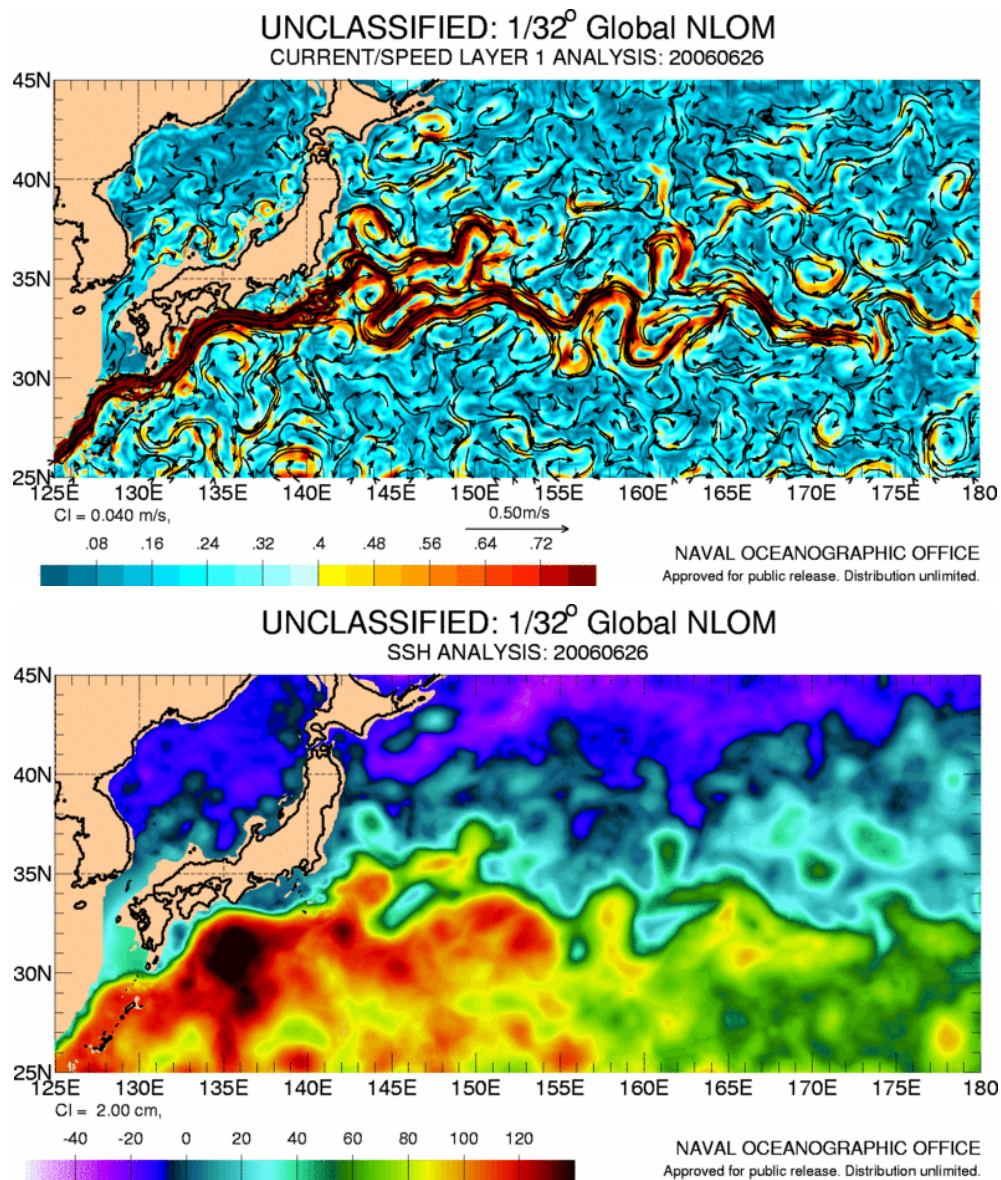 UNCLASSIFIED: 1/32° Global NLOM
CURRENT/SPEED LAYER 1 ANALYSIS: 20060626
45N
40N
35N
30N
25N
125E 130E 135E 140E 145E 150E 155E 160E 165E 170E 175E 180
CI = 0.040 m/s,
0.50m/s
.08 .16 .24 .32 .4 .48 .56 .64 .72
NAVAL OCEANOGRAPHIC OFFICE
Approved for public release. Distribution unlimited.
UNCLASSIFIED: 1/32° Global NLOM
SSH ANALYSIS: 20060626
45N
40N
35N
30N
25N
125E 130E 135E 140E 145E 150E 155E 160E 165E 170E 175E 180
CI = 2.00 cm,
-40 -20 0 20 40 60 80 100 120
NAVAL OCEANOGRAPHIC OFFICE
Approved for public release. Distribution unlimited.